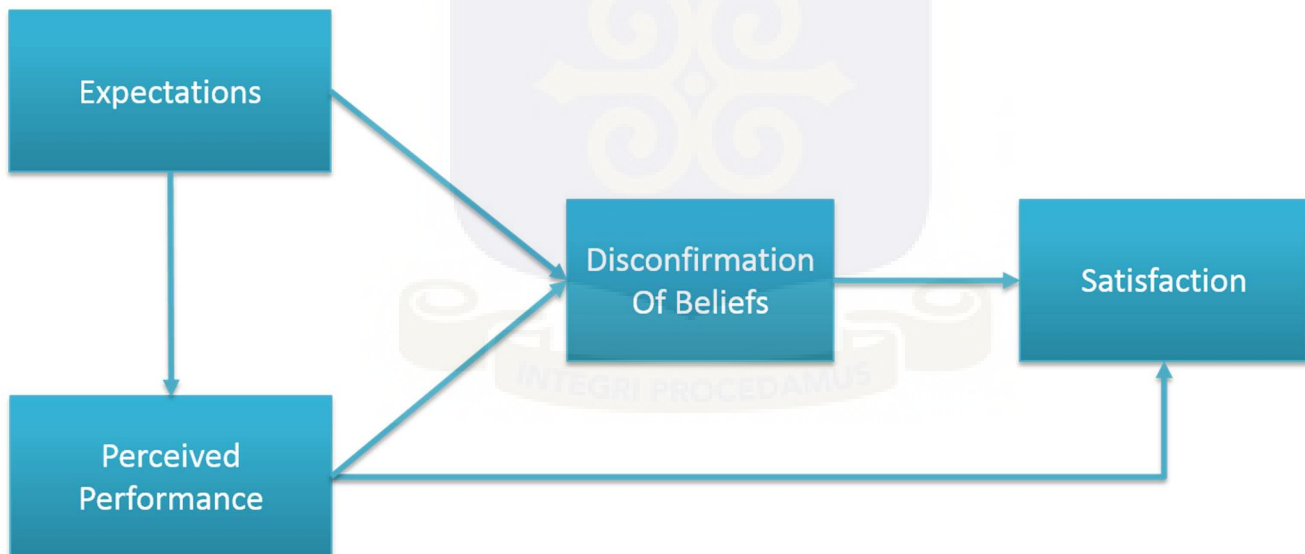 Expectations
Disconfirmation
Of Beliefs
Satisfaction
Perceived
Performance
INTEGRI PROCEDAMUS